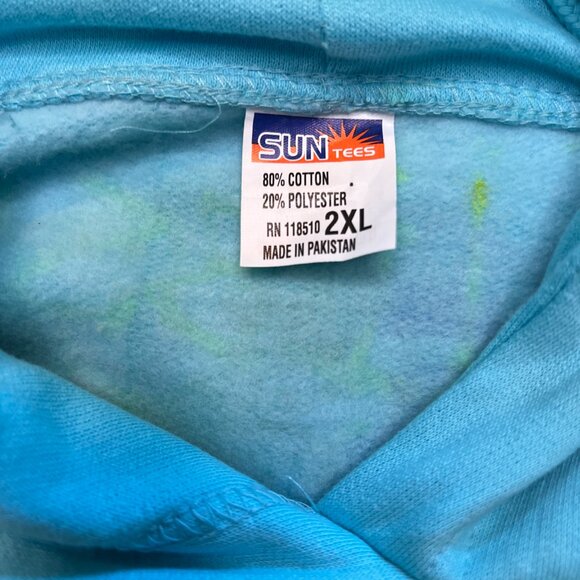 SUN TEES
80% COTTON
20% POLYESTER
RN 118510 2XL
MADE IN PAKISTAN